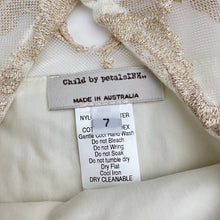 Child by petalsINK...
MADE IN AUSTRALIA
7
NYL
COT
EX
Gentle Cool Hand Wash
Do not Bleach
Do not Wring
Do not Soak
Do not tumble dry
Dry Flat
Cool Iron
DRY CLEANABLE